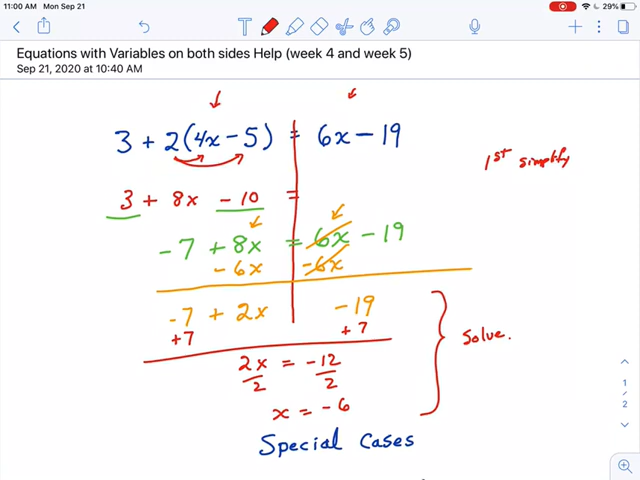 11:00 AM Mon Sep 21
29%
Equations with Variables on both sides Help (week 4 and week 5)
Sep 21, 2020 at 10:40 AM
3 + 2(4x - 5) = 6x - 19
1st simplify
3 + 8x - 10 =
-7 + 8x = 6x - 19
-6x -6x
-7 + 2x -19
+7 +7
Solve.
2x = -12
2 2
x = -6
Special Cases
1
2